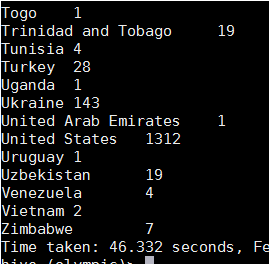 Togo 1
Trinidad and Tobago 19
Tunisia 4
Turkey 28
Uganda 1
Ukraine 143
United Arab Emirates 1
United States 1312
Uruguay 1
Uzbekistan 19
Venezuela 4
Vietnam 2
Zimbabwe 7
Time taken: 46.332 seconds, Fe
hive (olympic)>